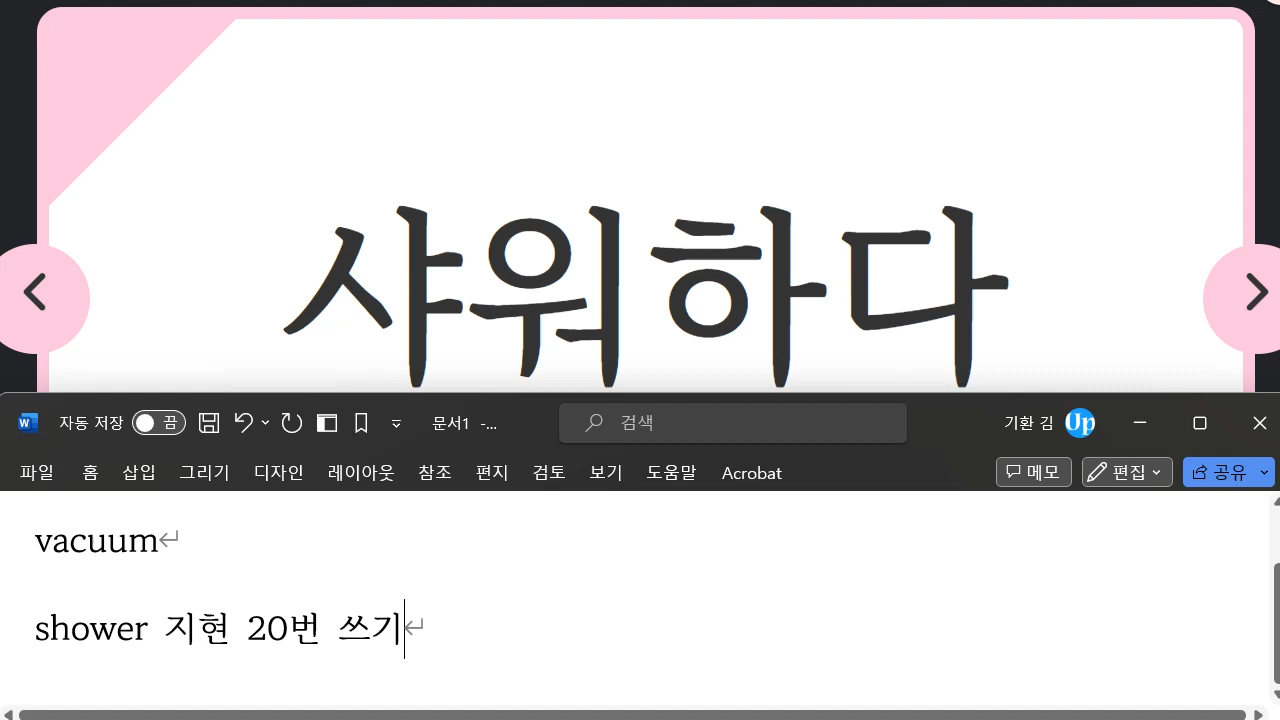 샤워하다
자동 저장 끔 문서1 -... 검색 기환 김 Up
파일 홈 삽입 그리기 디자인 레이아웃 참조 편지 검토 보기 도움말 Acrobat 메모 편집 공유
vacuum
shower 지현 20번 쓰기